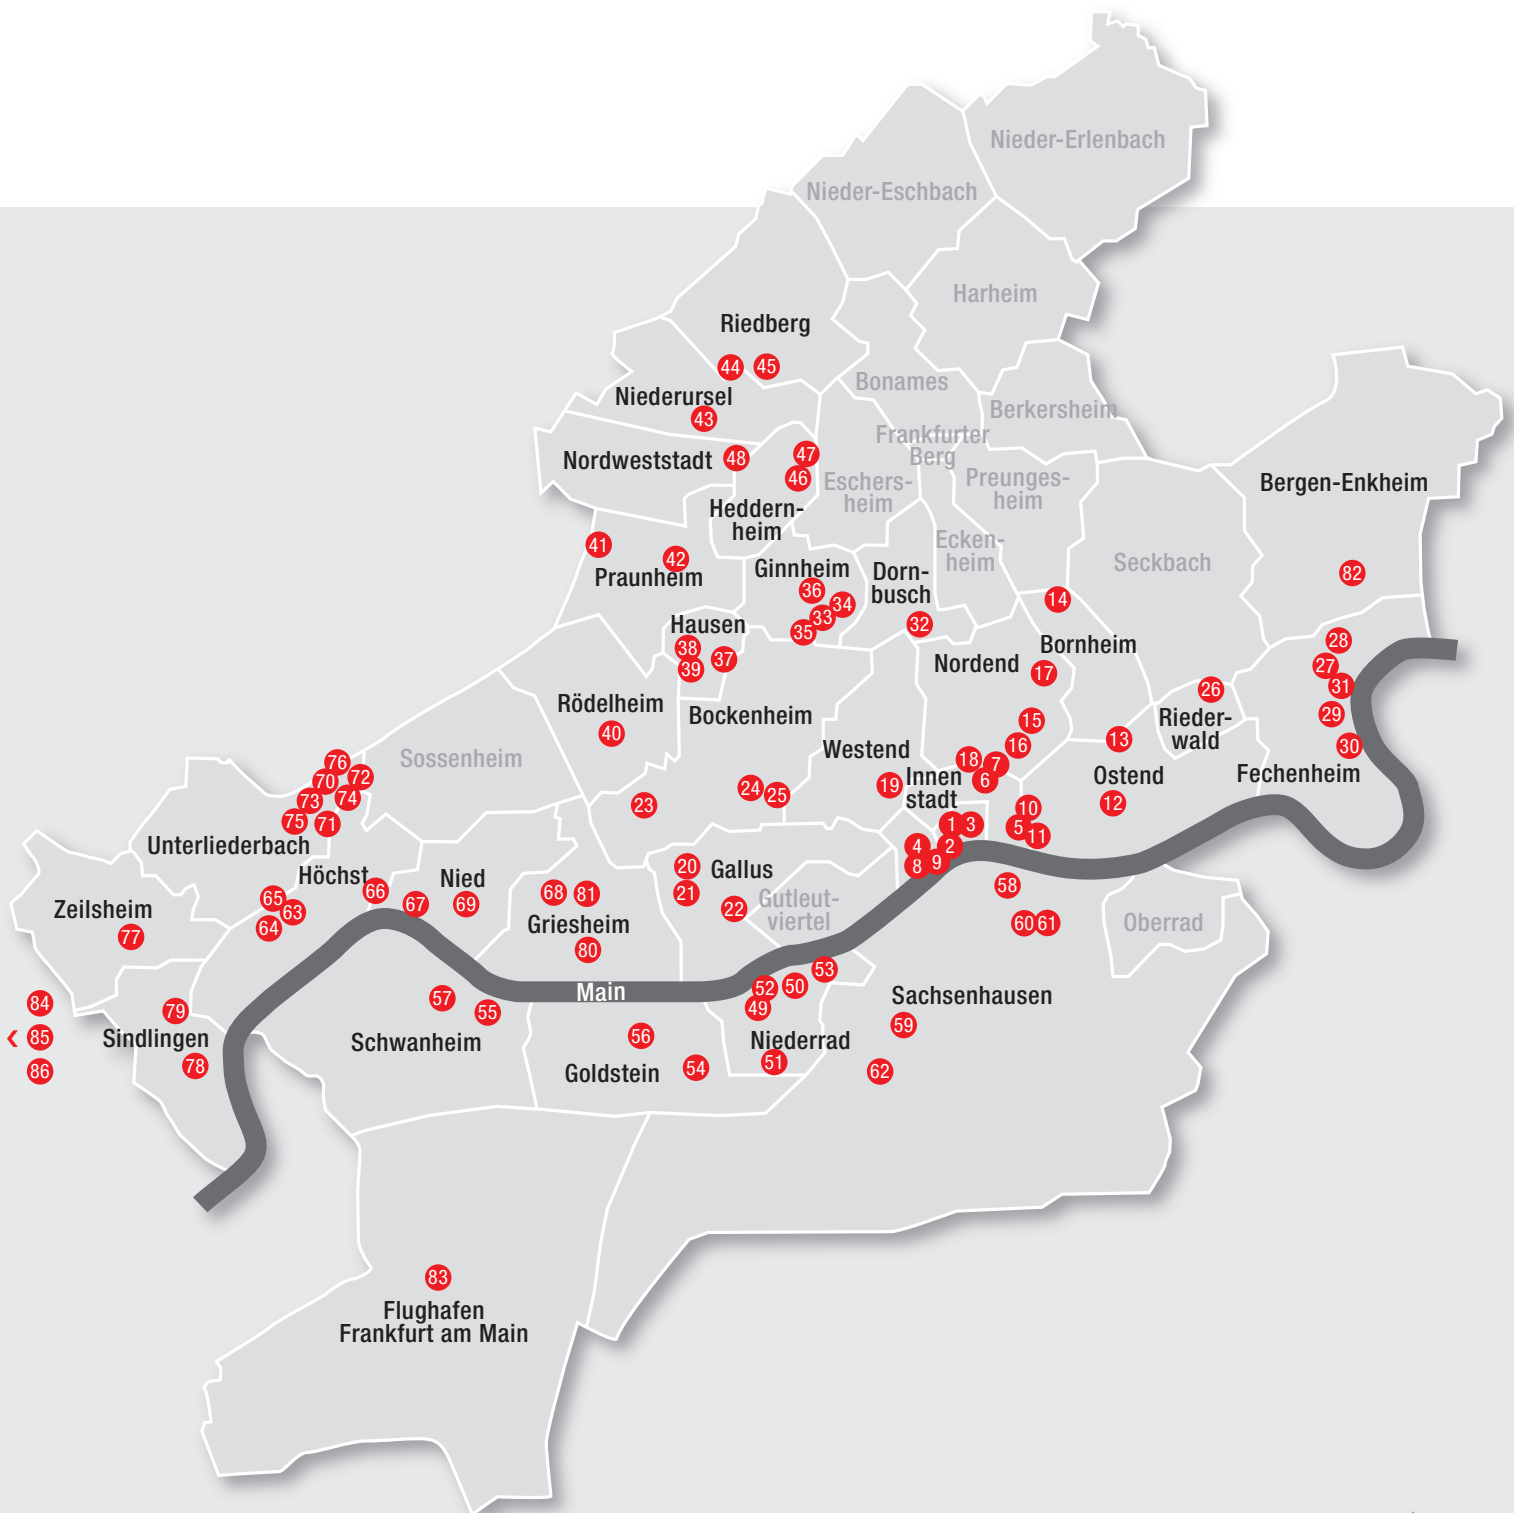 Nieder-Erlenbach
Nieder-Eschbach
Harheim
Riedberg
44 45
Bonames
Niederursel
43
Berkersheim
Frankfurter
Berg
Nordweststadt 48
47
46
Eschers-
heim
Preunges-
heim
Bergen-Enkheim
Heddern-
heim
41
42
Praunheim
Ginnheim
36
34
33
35
Dorn-
busch
32
Ecken-
heim
Seckbach
82
14
Hausen
38
39
37
Bornheim
Nordend
17
28
27
31
29
30
Fechenheim
26
Rieder-
wald
Rödelheim
40
Bockenheim
15
16
13
Westend
18
7
6
19
Innen
stadt
Ostend
12
Sossenheim
76
70
72
73
74
75
71
Unterliederbach
23
24
25
10
5
11
1
3
4
2
8
9
Höchst
66
65
63
64
67
Nied
69
68
81
Griesheim
80
20
21
Gallus
22
Gutleut-
viertel
58
60
61
Oberrad
Zeilsheim
77
53
52
50
49
Main
Sachsenhausen
59
62
84
‹ 85
86
79
Sindlingen
78
57
55
Schwanheim
56
Goldstein
54
Niederrad
51
83
Flughafen
Frankfurt am Main